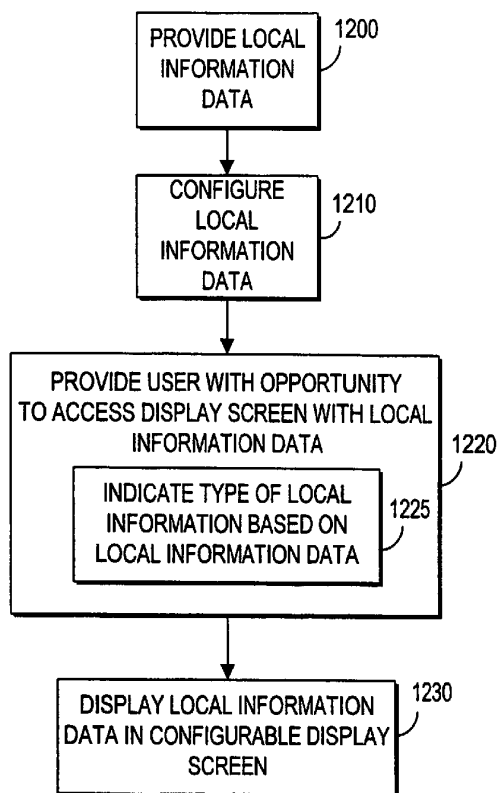 PROVIDE LOCAL
INFORMATION
DATA
1200
CONFIGURE
LOCAL
INFORMATION
DATA
1210
PROVIDE USER WITH OPPORTUNITY
TO ACCESS DISPLAY SCREEN WITH LOCAL
INFORMATION DATA
1220
INDICATE TYPE OF LOCAL
INFORMATION BASED ON
LOCAL INFORMATION DATA
1225
DISPLAY LOCAL INFORMATION
DATA IN CONFIGURABLE DISPLAY
SCREEN
1230